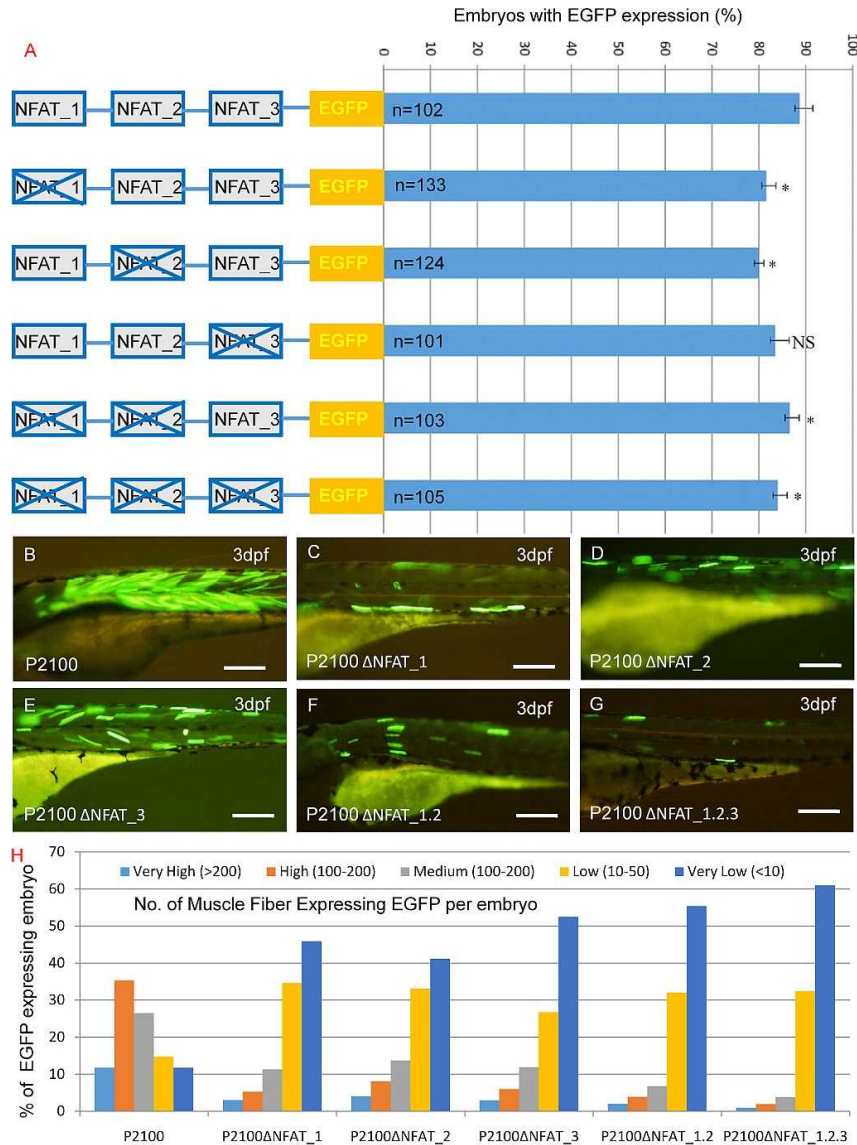 Embryos with EGFP expression (%)
A
0 10 20 30 40 50 60 70 80 90 100
NFAT_1 NFAT_2 NFAT_3 EGFP n=102
NFAT_1 NFAT_2 NFAT_3 EGFP n=133 *
NFAT_1 NFAT_2 NFAT_3 EGFP n=124 *
NFAT_1 NFAT_2 NFAT_3 EGFP n=101 NS
NFAT_1 NFAT_2 NFAT_3 EGFP n=103 *
NFAT_1 NFAT_2 NFAT_3 EGFP n=105 *
B 3dpf
P2100
C 3dpf
P2100 ΔNFAT_1
D 3dpf
P2100 ΔNFAT_2
E 3dpf
P2100 ΔNFAT_3
F 3dpf
P2100 ΔNFAT_1.2
G 3dpf
P2100 ΔNFAT_1.2.3
H
% of EGFP expressing embryo
70
60
50
40
30
20
10
0
Very High (>200) High (100-200) Medium (100-200) Low (10-50) Very Low (<10)
No. of Muscle Fiber Expressing EGFP per embryo
P2100 P2100ΔNFAT_1 P2100ΔNFAT_2 P2100ΔNFAT_3 P2100ΔNFAT_1.2 P2100ΔNFAT_1.2.3